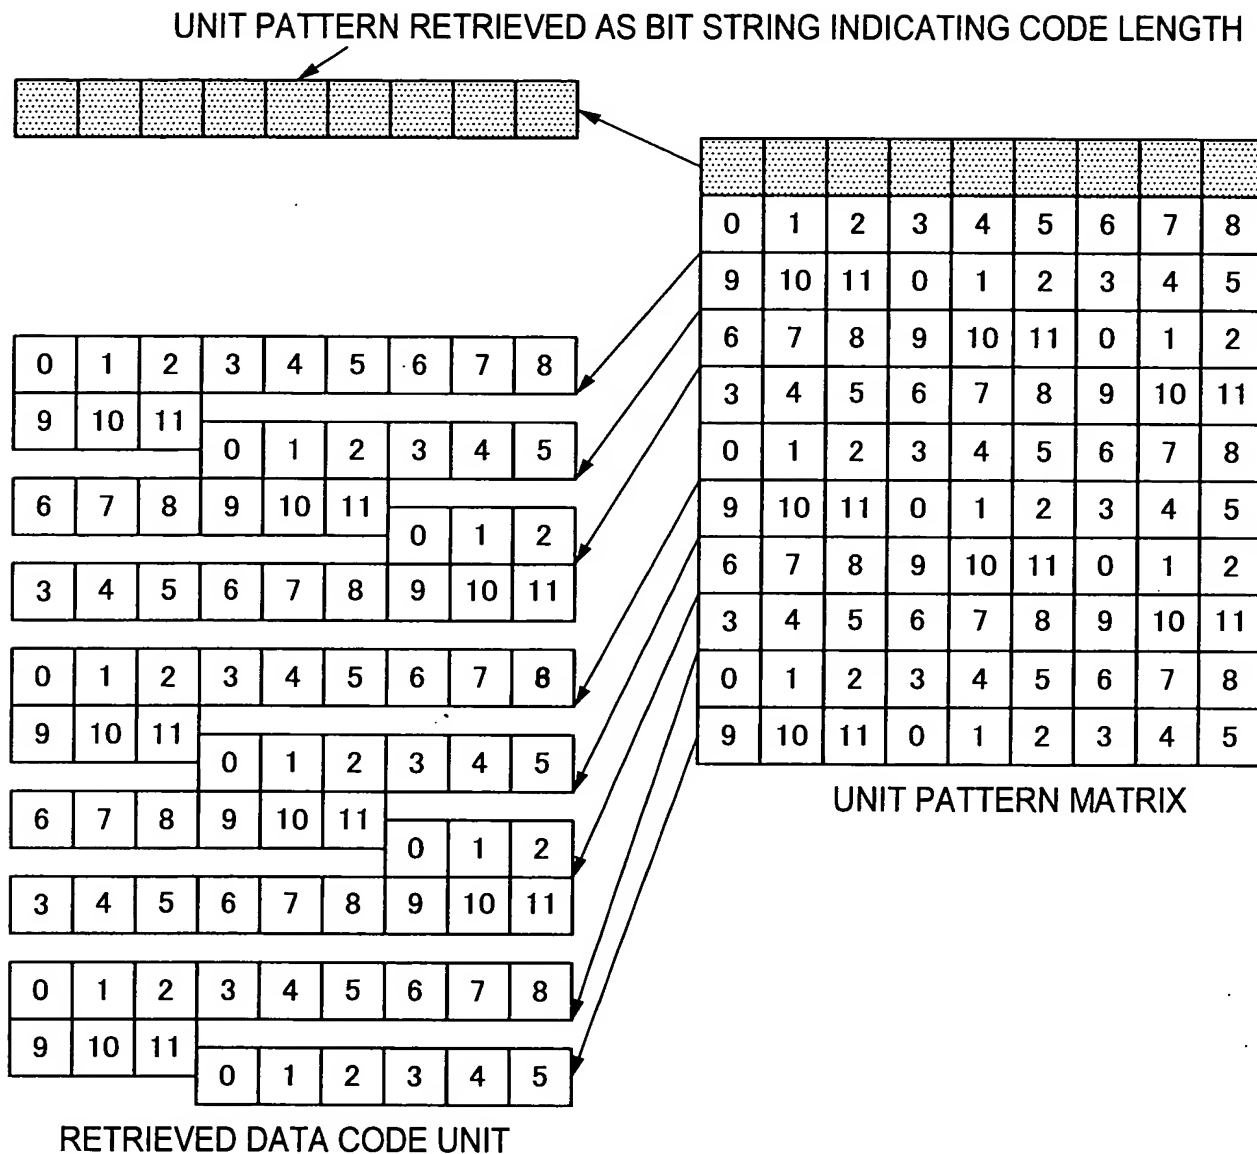 UNIT PATTERN RETRIEVED AS BIT STRING INDICATING CODE LENGTH
0 1 2 3 4 5 6 7 8
9 10 11 0 1 2 3 4 5
6 7 8 9 10 11 0 1 2
3 4 5 6 7 8 9 10 11
0 1 2 3 4 5 6 7 8
9 10 11 0 1 2 3 4 5
6 7 8 9 10 11 0 1 2
3 4 5 6 7 8 9 10 11
0 1 2 3 4 5 6 7 8
9 10 11 0 1 2 3 4 5
UNIT PATTERN MATRIX
0 1 2 3 4 5 6 7 8
9 10 11
0 1 2 3 4 5
6 7 8 9 10 11
0 1 2
3 4 5 6 7 8 9 10 11
0 1 2 3 4 5 6 7 8
9 10 11
0 1 2 3 4 5
6 7 8 9 10 11
0 1 2
3 4 5 6 7 8 9 10 11
0 1 2 3 4 5 6 7 8
9 10 11
0 1 2 3 4 5
RETRIEVED DATA CODE UNIT